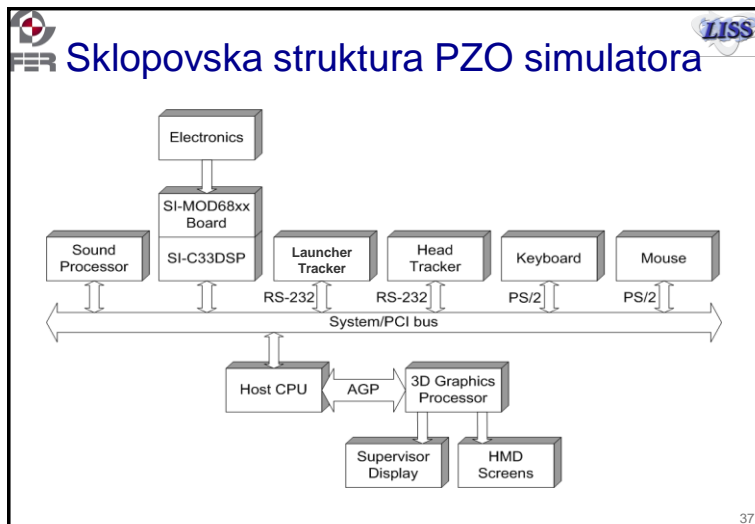 FER
LISS
Sklopovska struktura PZO simulatora
Electronics
SI-MOD68xx
Board
SI-C33DSP
Sound
Processor
Launcher
Tracker
Head
Tracker
Keyboard
Mouse
RS-232
RS-232
PS/2
PS/2
System/PCI bus
Host CPU
AGP
3D Graphics
Processor
Supervisor
Display
HMD
Screens
37